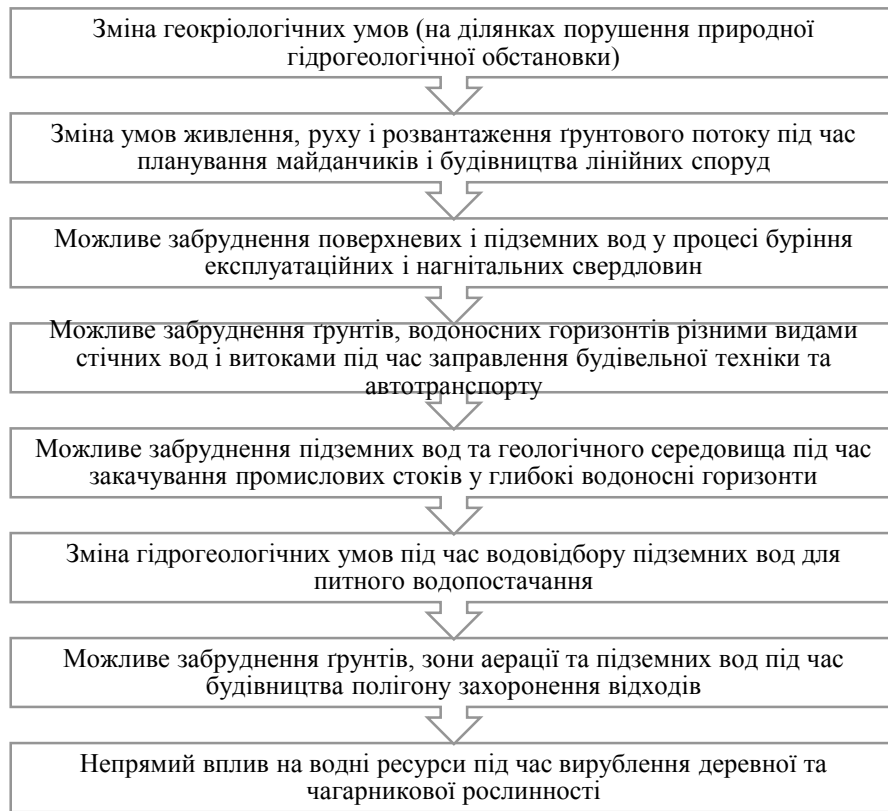 Зміна геокріологічних умов (на ділянках порушення природної
гідрогеологічної обстановки)
Зміна умов живлення, руху і розвантаження ґрунтового потоку під час
планування майданчиків і будівництва лінійних споруд
Можливе забруднення поверхневих і підземних вод у процесі буріння
експлуатаційних і нагнітальних свердловин
Можливе забруднення ґрунтів, водоносних горизонтів різними видами
стічних вод і витоками під час заправлення будівельної техніки та
автотранспорту
Можливе забруднення підземних вод та геологічного середовища під час
закачування промислових стоків у глибокі водоносні горизонти
Зміна гідрогеологічних умов під час водовідбору підземних вод для
питного водопостачання
Можливе забруднення ґрунтів, зони аерації та підземних вод під час
будівництва полігону захоронення відходів
Непрямий вплив на водні ресурси під час вирублення деревної та
чагарникової рослинності